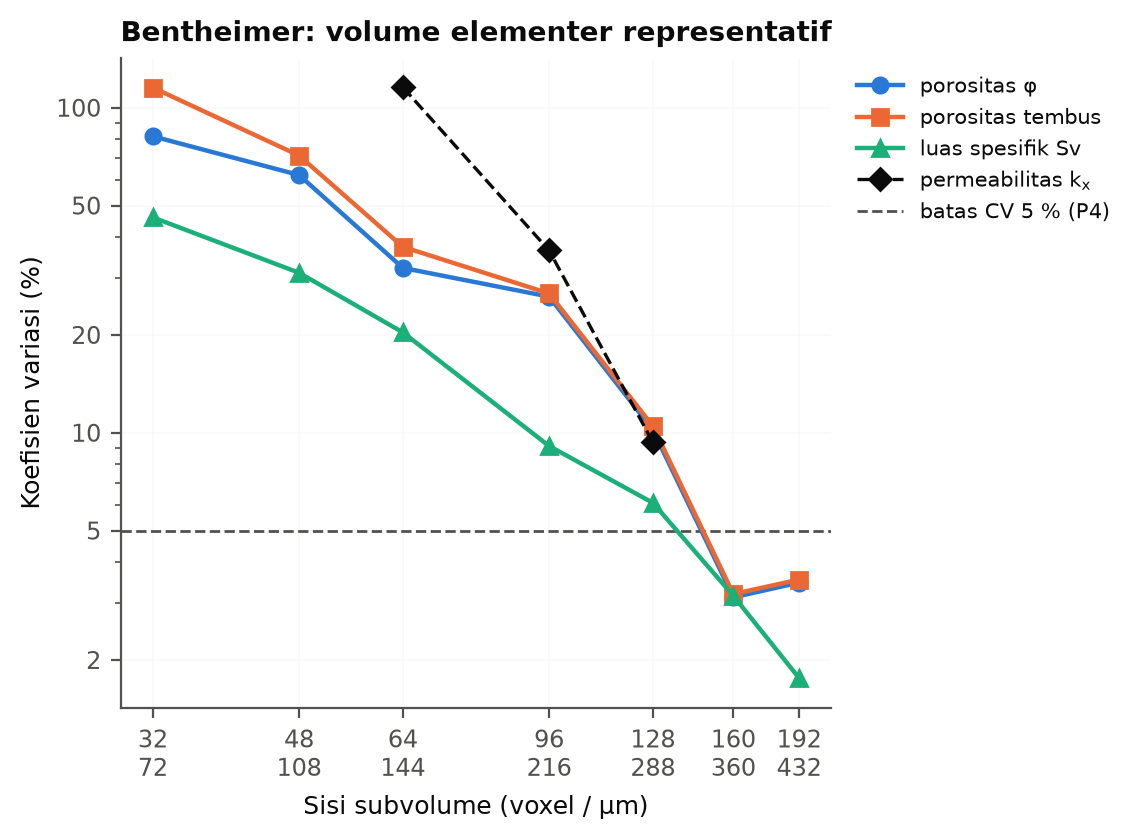 Bentheimer: volume elementer representatif
porositas φ
porositas tembus
luas spesifik Sv
permeabilitas kₓ
batas CV 5 % (P4)
Koefisien variasi (%)
100
50
20
10
5
2
32 48 64 96 128 160 192
72 108 144 216 288 360 432
Sisi subvolume (voxel / µm)